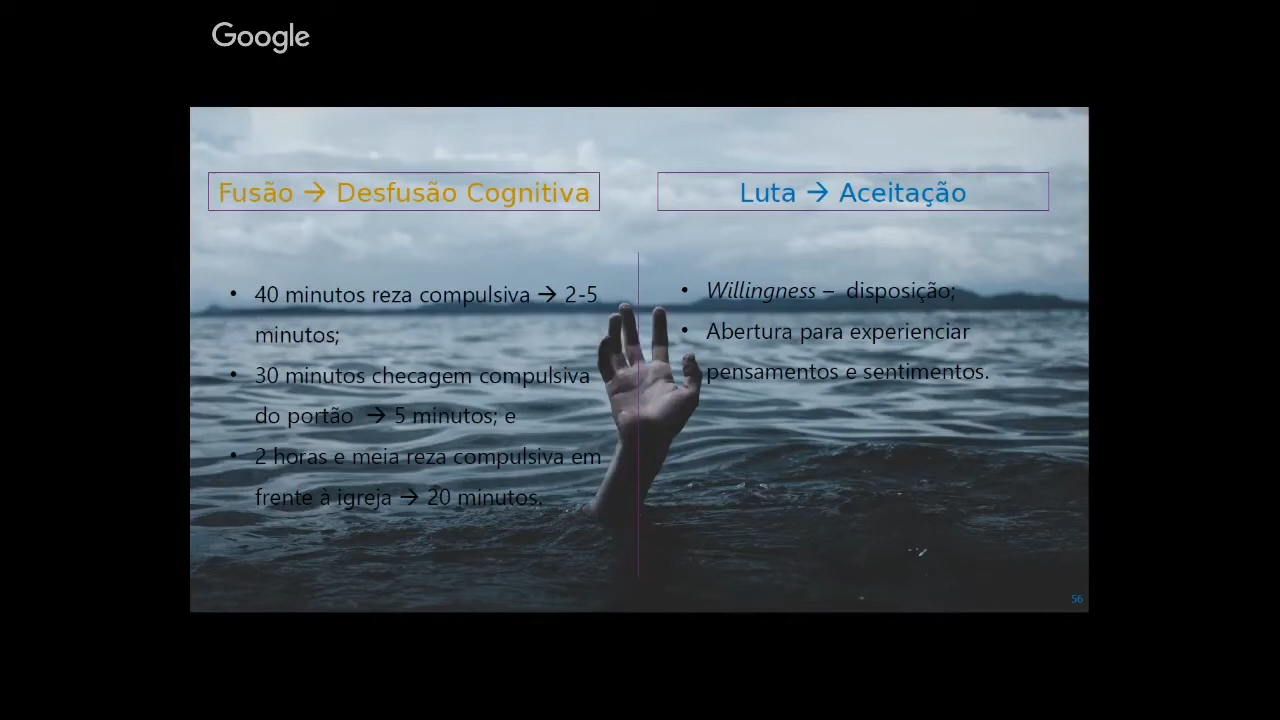 Google
Fusão → Desfusão Cognitiva
Luta → Aceitação
• 40 minutos reza compulsiva → 2-5
minutos;
• 30 minutos checagem compulsiva
do portão → 5 minutos; e
• 2 horas e meia reza compulsiva em
frente à igreja → 20 minutos.
• Willingness – disposição;
• Abertura para experienciar
pensamentos e sentimentos.
56